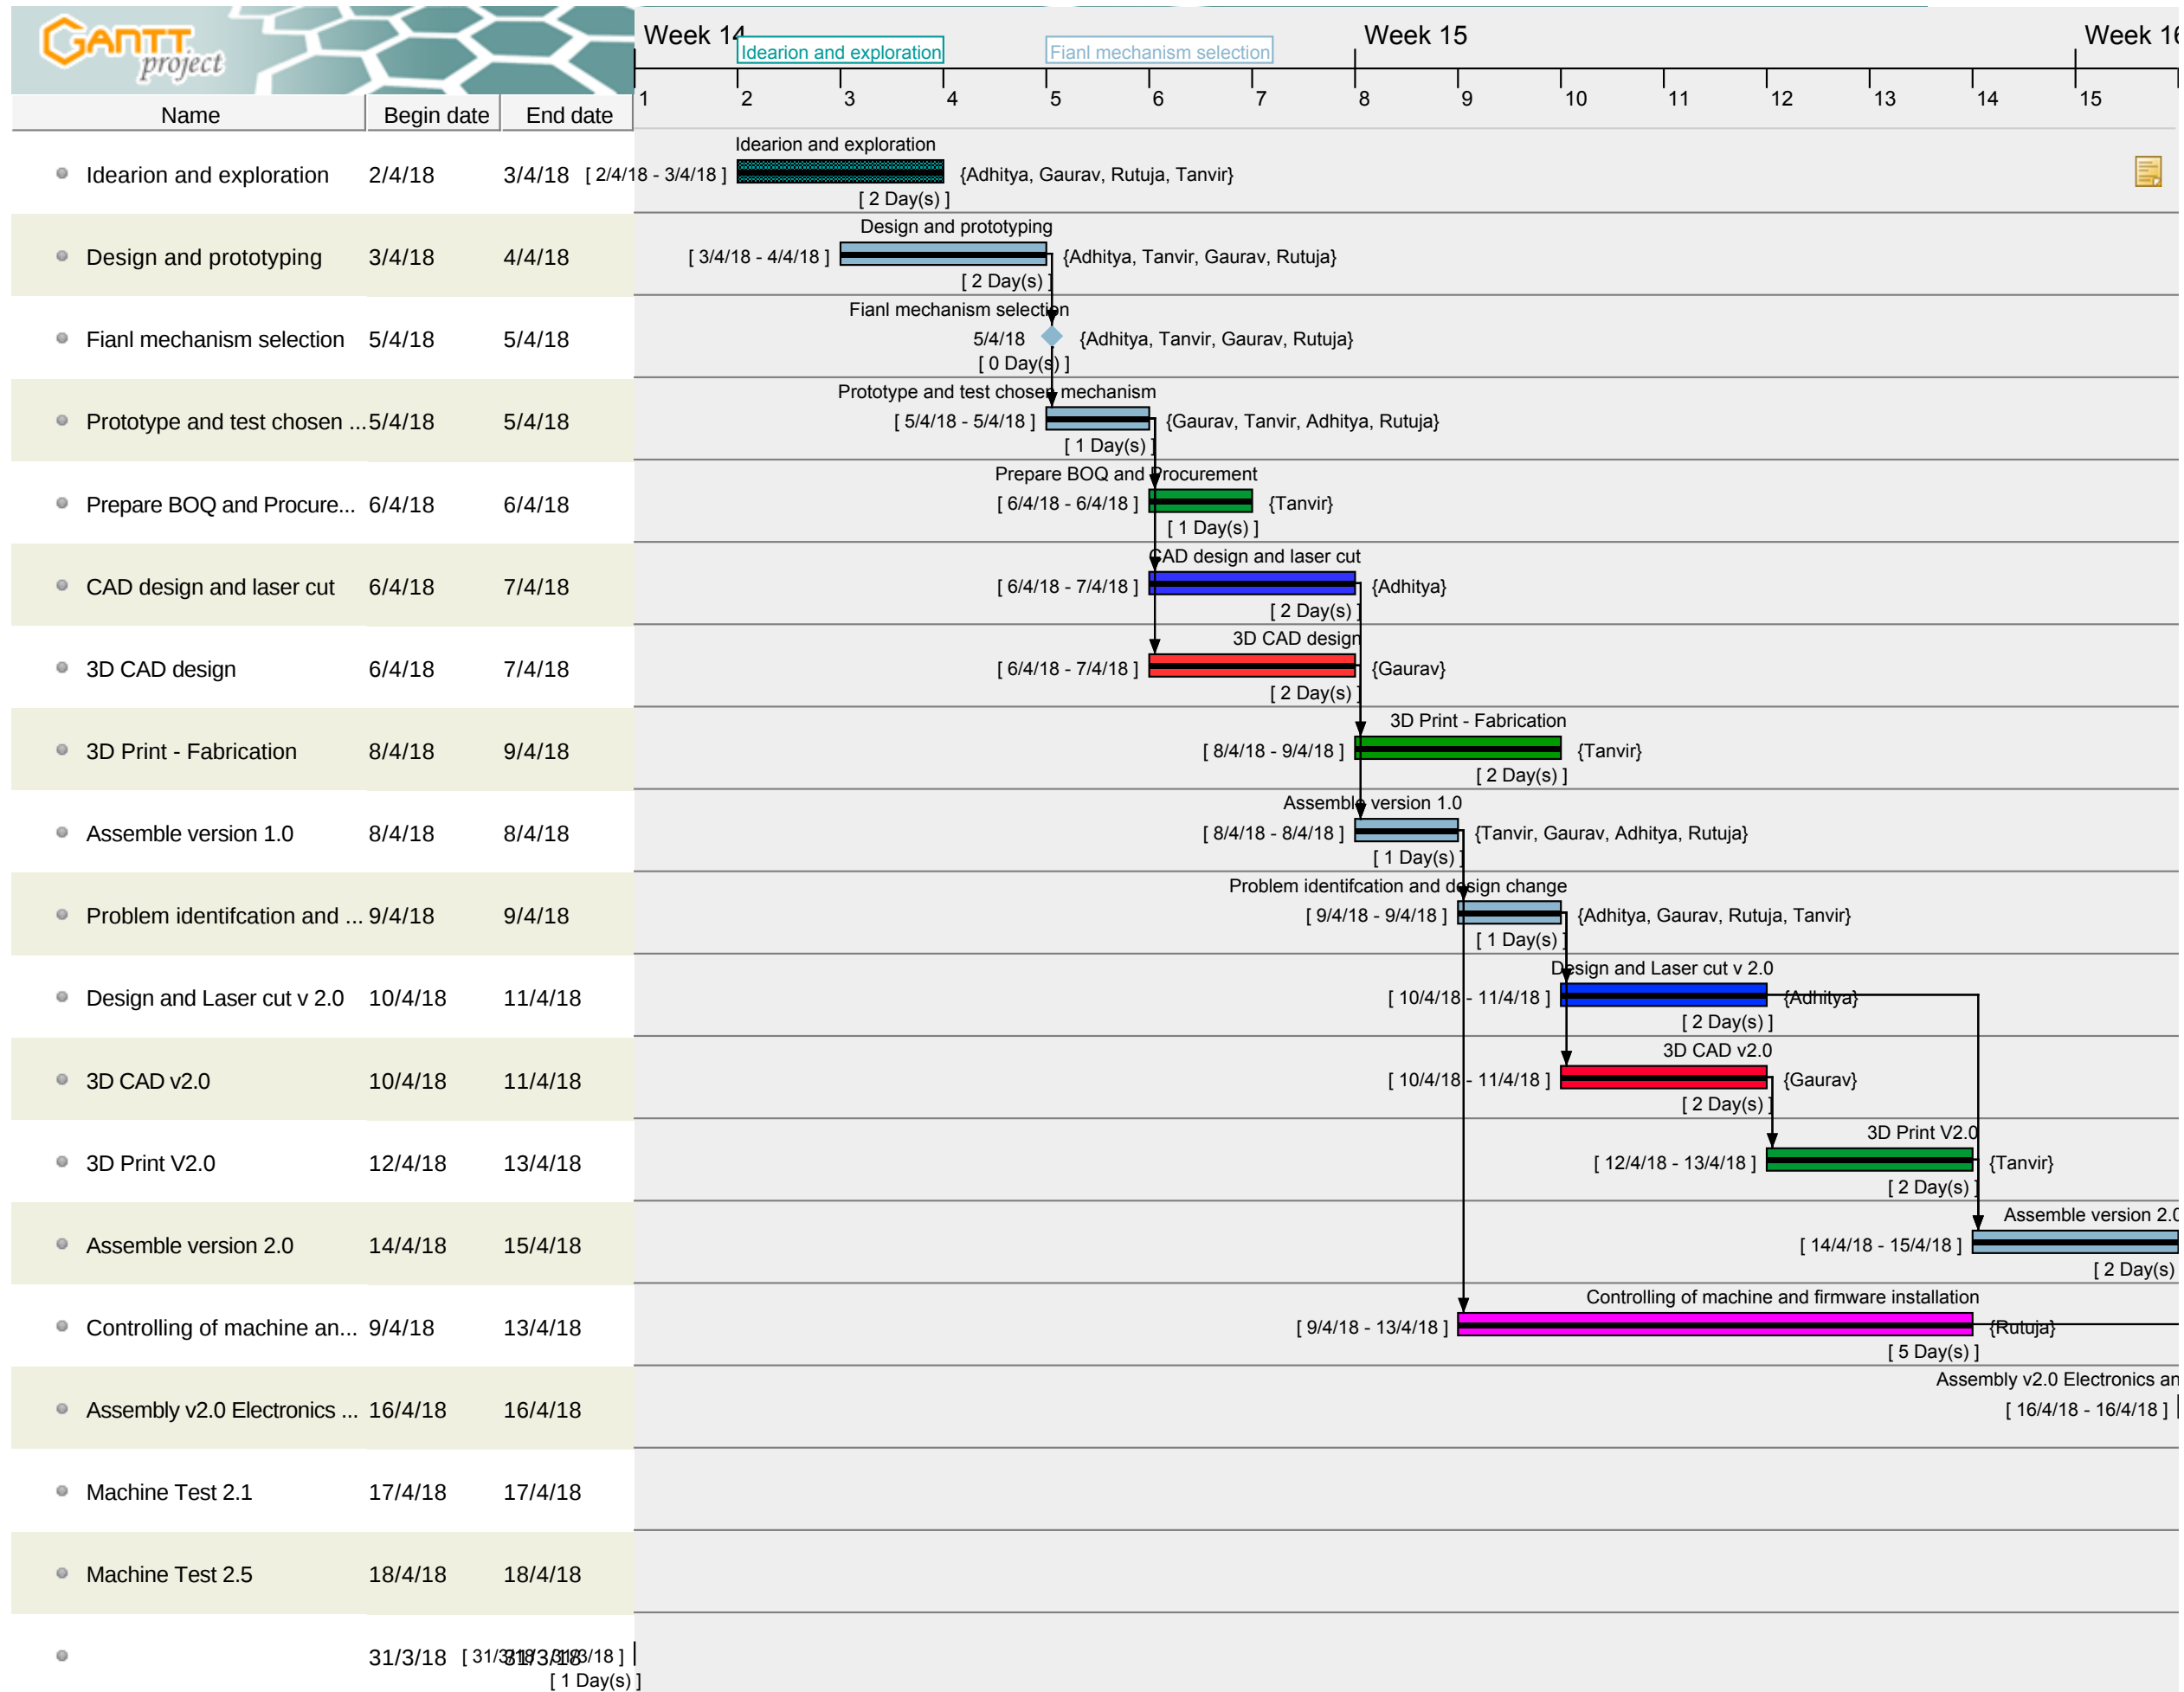 GANTT
project
Week 14
Week 15
Week 16
Idearion and exploration
Fianl mechanism selection
1 2 3 4 5 6 7 8 9 10 11 12 13 14 15
Name Begin date End date
Idearion and exploration
Idearion and exploration 2/4/18 3/4/18 [ 2/4/18 - 3/4/18 ] {Adhitya, Gaurav, Rutuja, Tanvir}
[ 2 Day(s) ]
Design and prototyping
Design and prototyping 3/4/18 4/4/18 [ 3/4/18 - 4/4/18 ] {Adhitya, Tanvir, Gaurav, Rutuja}
[ 2 Day(s) ]
Fianl mechanism selection
Fianl mechanism selection 5/4/18 5/4/18 5/4/18 {Adhitya, Tanvir, Gaurav, Rutuja}
[ 0 Day(s) ]
Prototype and test chosen mechanism
Prototype and test chosen ... 5/4/18 5/4/18 [ 5/4/18 - 5/4/18 ] {Gaurav, Tanvir, Adhitya, Rutuja}
[ 1 Day(s) ]
Prepare BOQ and Procurement
Prepare BOQ and Procure... 6/4/18 6/4/18 [ 6/4/18 - 6/4/18 ] {Tanvir}
[ 1 Day(s) ]
CAD design and laser cut
CAD design and laser cut 6/4/18 7/4/18 [ 6/4/18 - 7/4/18 ] {Adhitya}
[ 2 Day(s) ]
3D CAD design
3D CAD design 6/4/18 7/4/18 [ 6/4/18 - 7/4/18 ] {Gaurav}
[ 2 Day(s) ]
3D Print - Fabrication
3D Print - Fabrication 8/4/18 9/4/18 [ 8/4/18 - 9/4/18 ] {Tanvir}
[ 2 Day(s) ]
Assemble version 1.0
Assemble version 1.0 8/4/18 8/4/18 [ 8/4/18 - 8/4/18 ] {Tanvir, Gaurav, Adhitya, Rutuja}
[ 1 Day(s) ]
Problem identifcation and design change
Problem identifcation and ... 9/4/18 9/4/18 [ 9/4/18 - 9/4/18 ] {Adhitya, Gaurav, Rutuja, Tanvir}
[ 1 Day(s) ]
Design and Laser cut v 2.0
Design and Laser cut v 2.0 10/4/18 11/4/18 [ 10/4/18 - 11/4/18 ] {Adhitya}
[ 2 Day(s) ]
3D CAD v2.0
3D CAD v2.0 10/4/18 11/4/18 [ 10/4/18 - 11/4/18 ] {Gaurav}
[ 2 Day(s) ]
3D Print V2.0
3D Print V2.0 12/4/18 13/4/18 [ 12/4/18 - 13/4/18 ] {Tanvir}
[ 2 Day(s) ]
Assemble version 2.0
Assemble version 2.0 14/4/18 15/4/18 [ 14/4/18 - 15/4/18 ]
[ 2 Day(s)
Controlling of machine and firmware installation
Controlling of machine an... 9/4/18 13/4/18 [ 9/4/18 - 13/4/18 ] {Rutuja}
[ 5 Day(s) ]
Assembly v2.0 Electronics an
Assembly v2.0 Electronics ... 16/4/18 16/4/18 [ 16/4/18 - 16/4/18 ]
Machine Test 2.1 17/4/18 17/4/18
Machine Test 2.5 18/4/18 18/4/18
31/3/18 31/3/18 [ 31/3/18 - 31/3/18 ]
[ 1 Day(s) ]